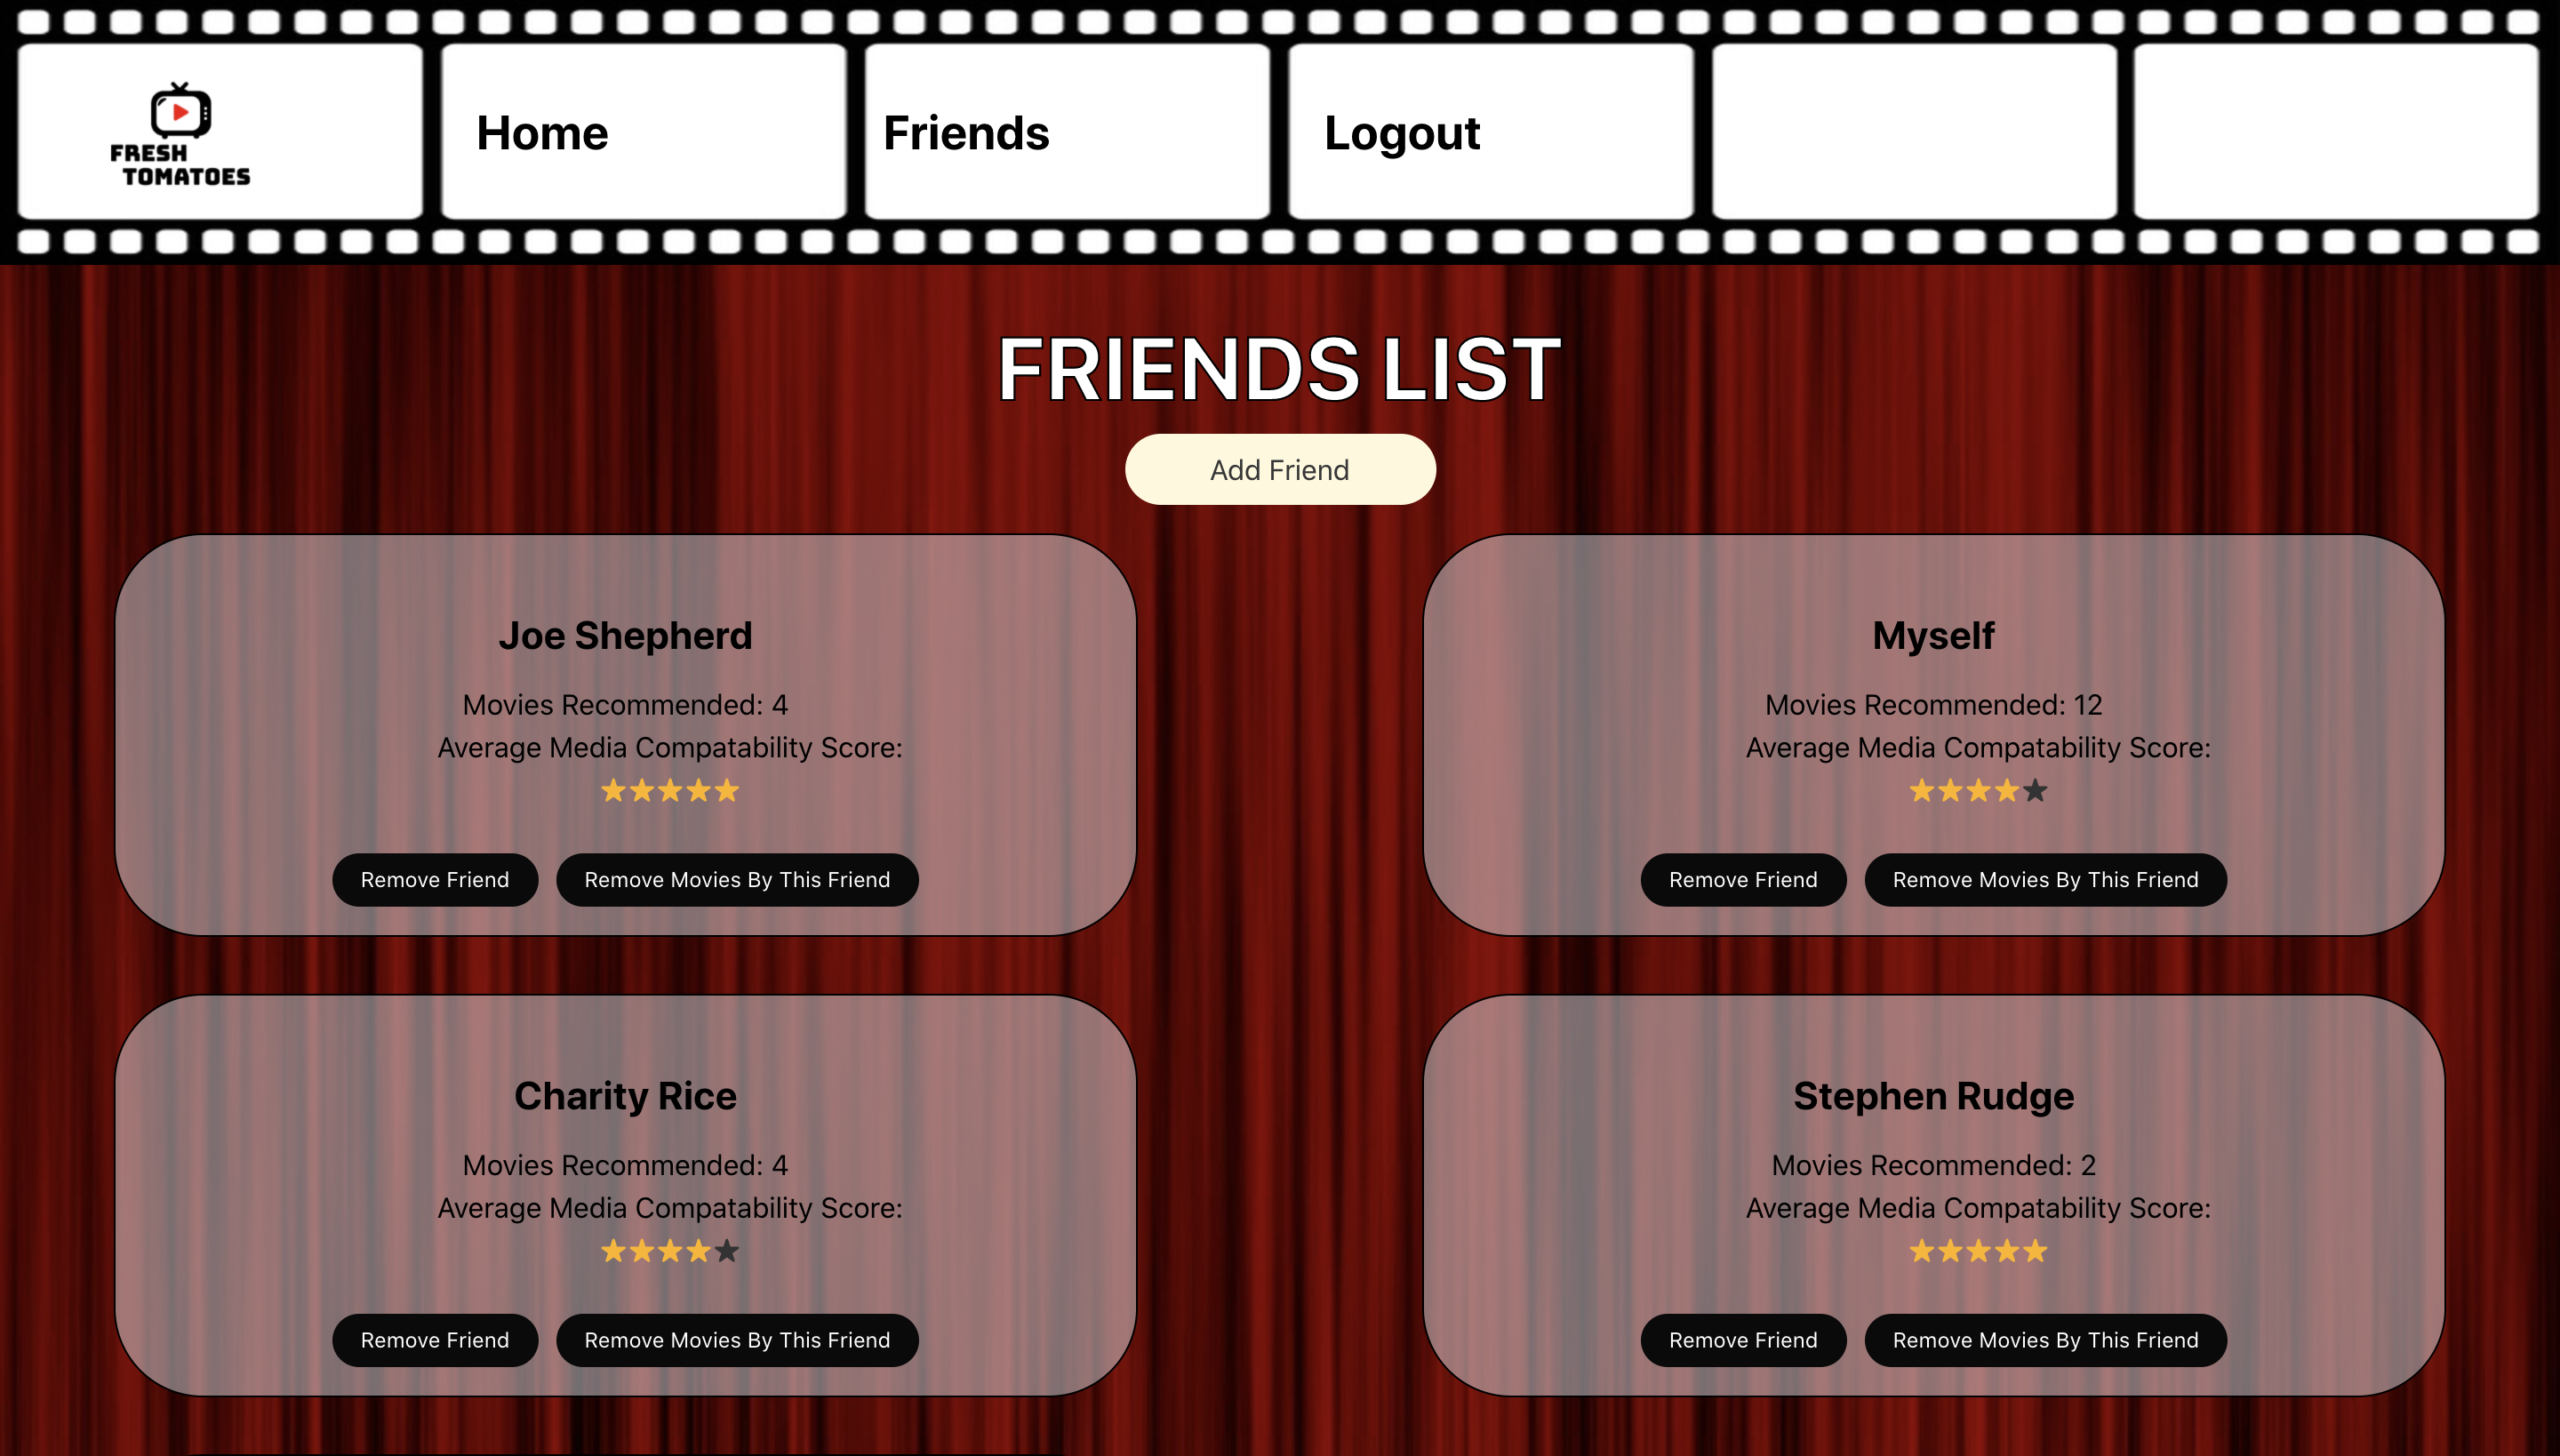 FRESH
TOMATOES
Home
Friends
Logout
FRIENDS LIST
Add Friend
Joe Shepherd
Movies Recommended: 4
Average Media Compatability Score:
Remove Friend
Remove Movies By This Friend
Myself
Movies Recommended: 12
Average Media Compatability Score:
Remove Friend
Remove Movies By This Friend
Charity Rice
Movies Recommended: 4
Average Media Compatability Score:
Remove Friend
Remove Movies By This Friend
Stephen Rudge
Movies Recommended: 2
Average Media Compatability Score:
Remove Friend
Remove Movies By This Friend